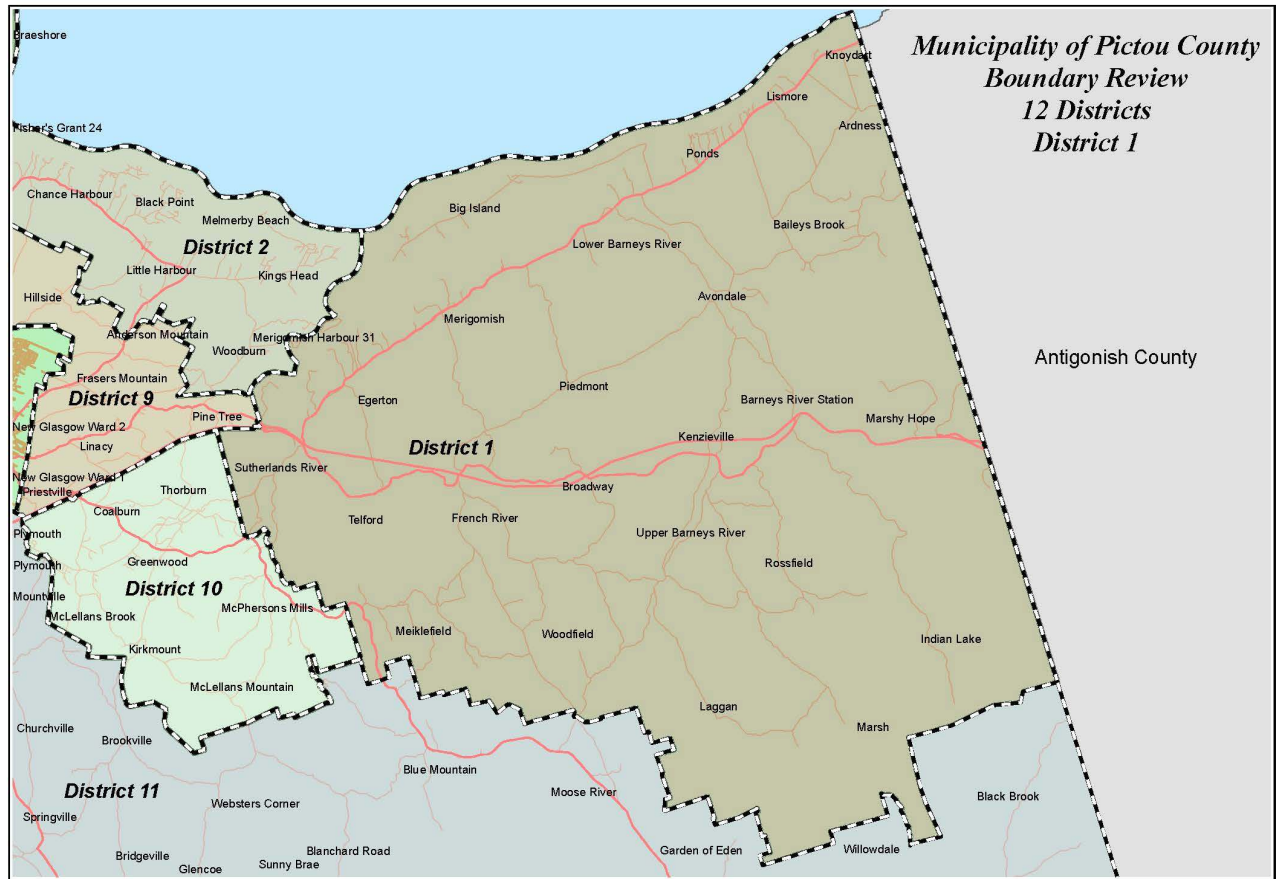 Municipality of Pictou County
Boundary Review
12 Districts
District 1
Braeshore
Knoydart
Lismore
Fisher's Grant 24
Ardness
Ponds
Chance Harbour
Black Point
Big Island
Melmerby Beach
Baileys Brook
District 2
Lower Barneys River
Little Harbour
Kings Head
Hillside
Avondale
Merigomish
Anderson Mountain
Merigomish Harbour 31
Woodburn
Antigonish County
Frasers Mountain
Piedmont
District 9
Egerton
Barneys River Station
Pine Tree
Marshy Hope
New Glasgow Ward 2
Kenzieville
Linacy
District 1
Sutherlands River
New Glasgow Ward 1
Broadway
Priestville
Thorburn
Coalburn
Telford
French River
Plymouth
Upper Barneys River
Greenwood
Rossfield
Plymouth
District 10
Mountville
McPhersons Mills
McLellans Brook
Meiklefield
Woodfield
Indian Lake
Kirkmount
McLellans Mountain
Laggan
Churchville
Marsh
Brookville
Blue Mountain
District 11
Moose River
Black Brook
Websters Corner
Springville
Blanchard Road
Garden of Eden
Willowdale
Bridgeville
Sunny Brae
Glencoe